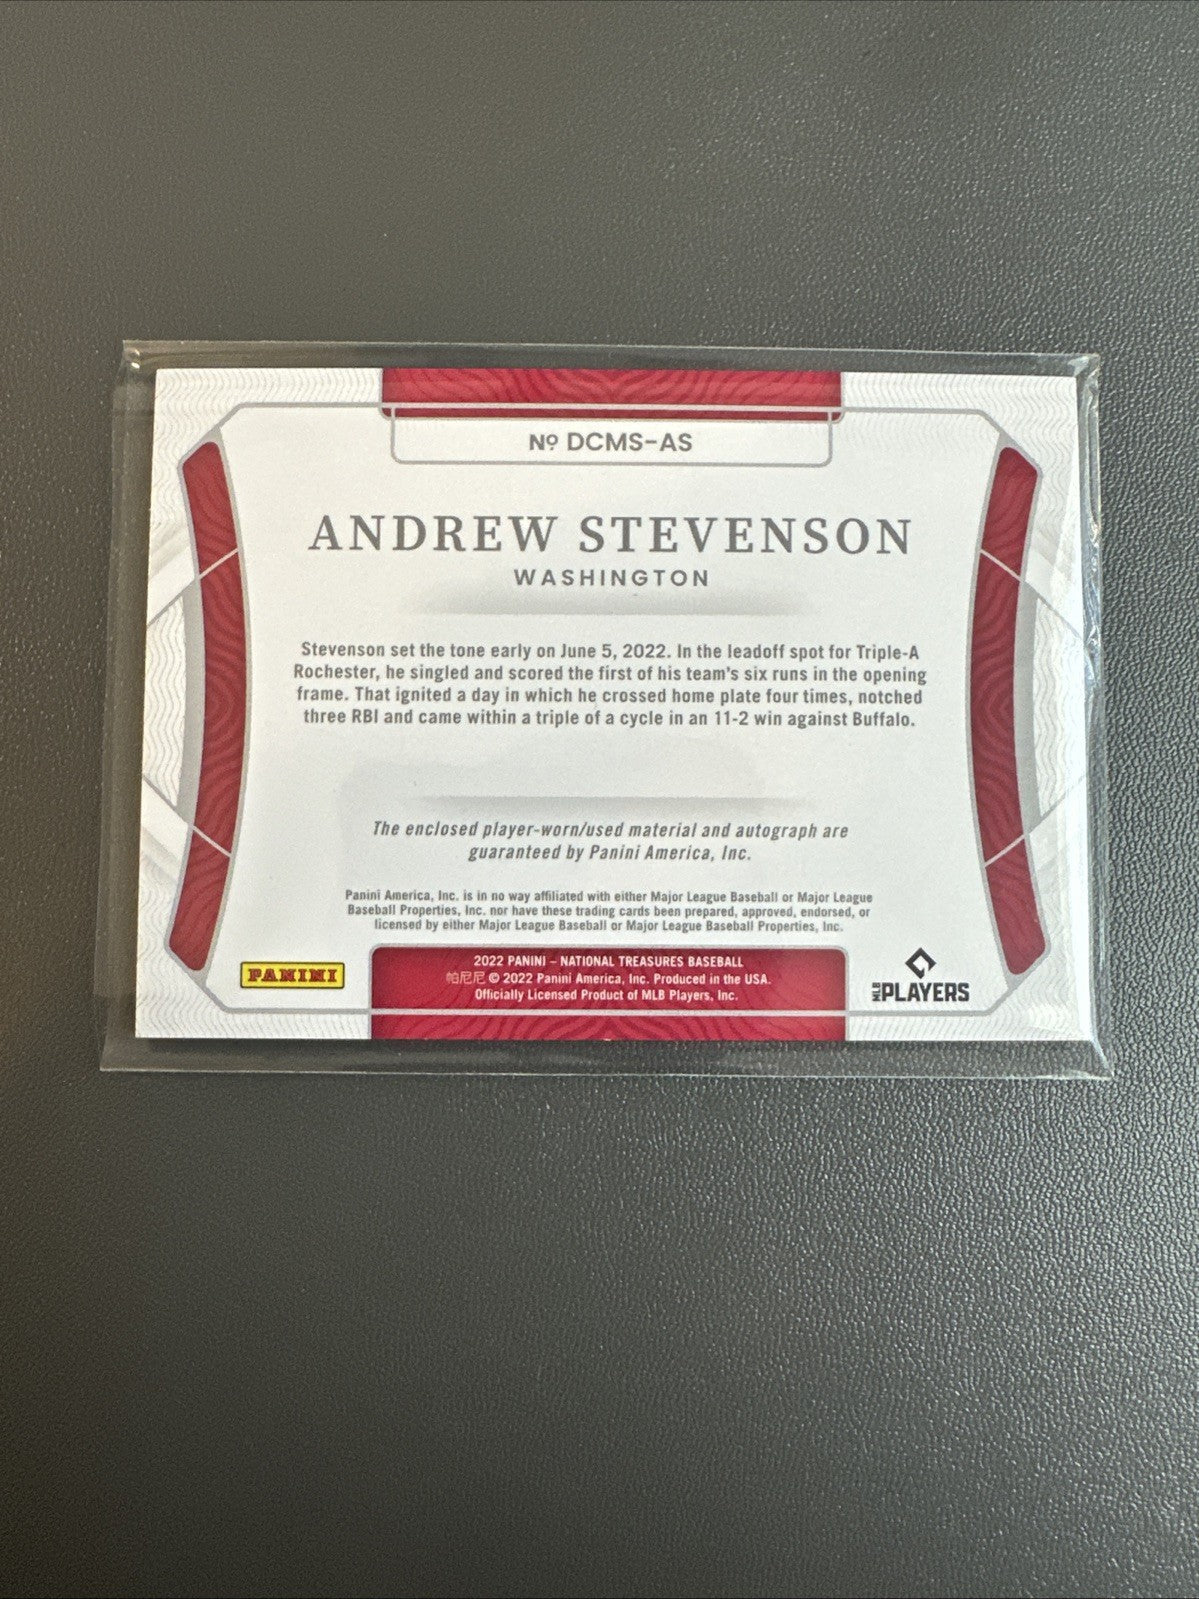 Nº DCMS-AS
ANDREW STEVENSON
WASHINGTON
Stevenson set the tone early on June 5, 2022. In the leadoff spot for Triple-A
Rochester, he singled and scored the first of his team's six runs in the opening
frame. That ignited a day in which he crossed home plate four times, notched
three RBI and came within a triple of a cycle in an 11-2 win against Buffalo.
The enclosed player-worn/used material and autograph are
guaranteed by Panini America, Inc.
Panini America, Inc. is in no way affiliated with either Major League Baseball or Major League
Baseball Properties, Inc. nor have these trading cards been prepared, approved, endorsed, or
licensed by either Major League Baseball or Major League Baseball Properties, Inc.
PANINI
2022 PANINI – NATIONAL TREASURES BASEBALL
帕尼尼 © 2022 Panini America, Inc. Produced in the USA.
Officially Licensed Product of MLB Players, Inc.
MLB PLAYERS